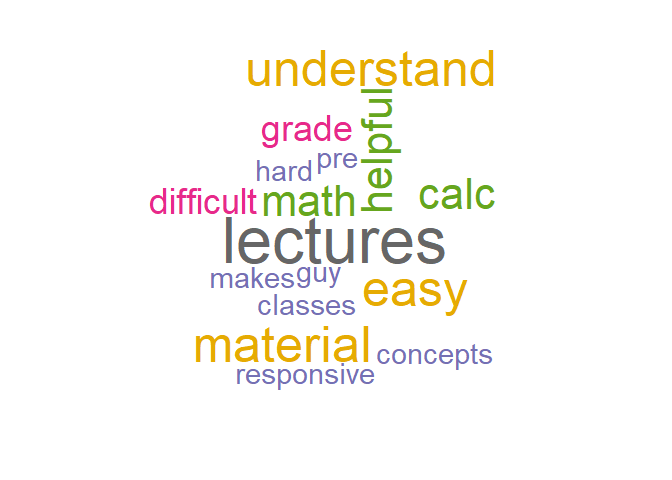 understand
helpful
grade
pre
hard
difficult
math
calc
lectures
makes
guy
easy
classes
material
concepts
responsive